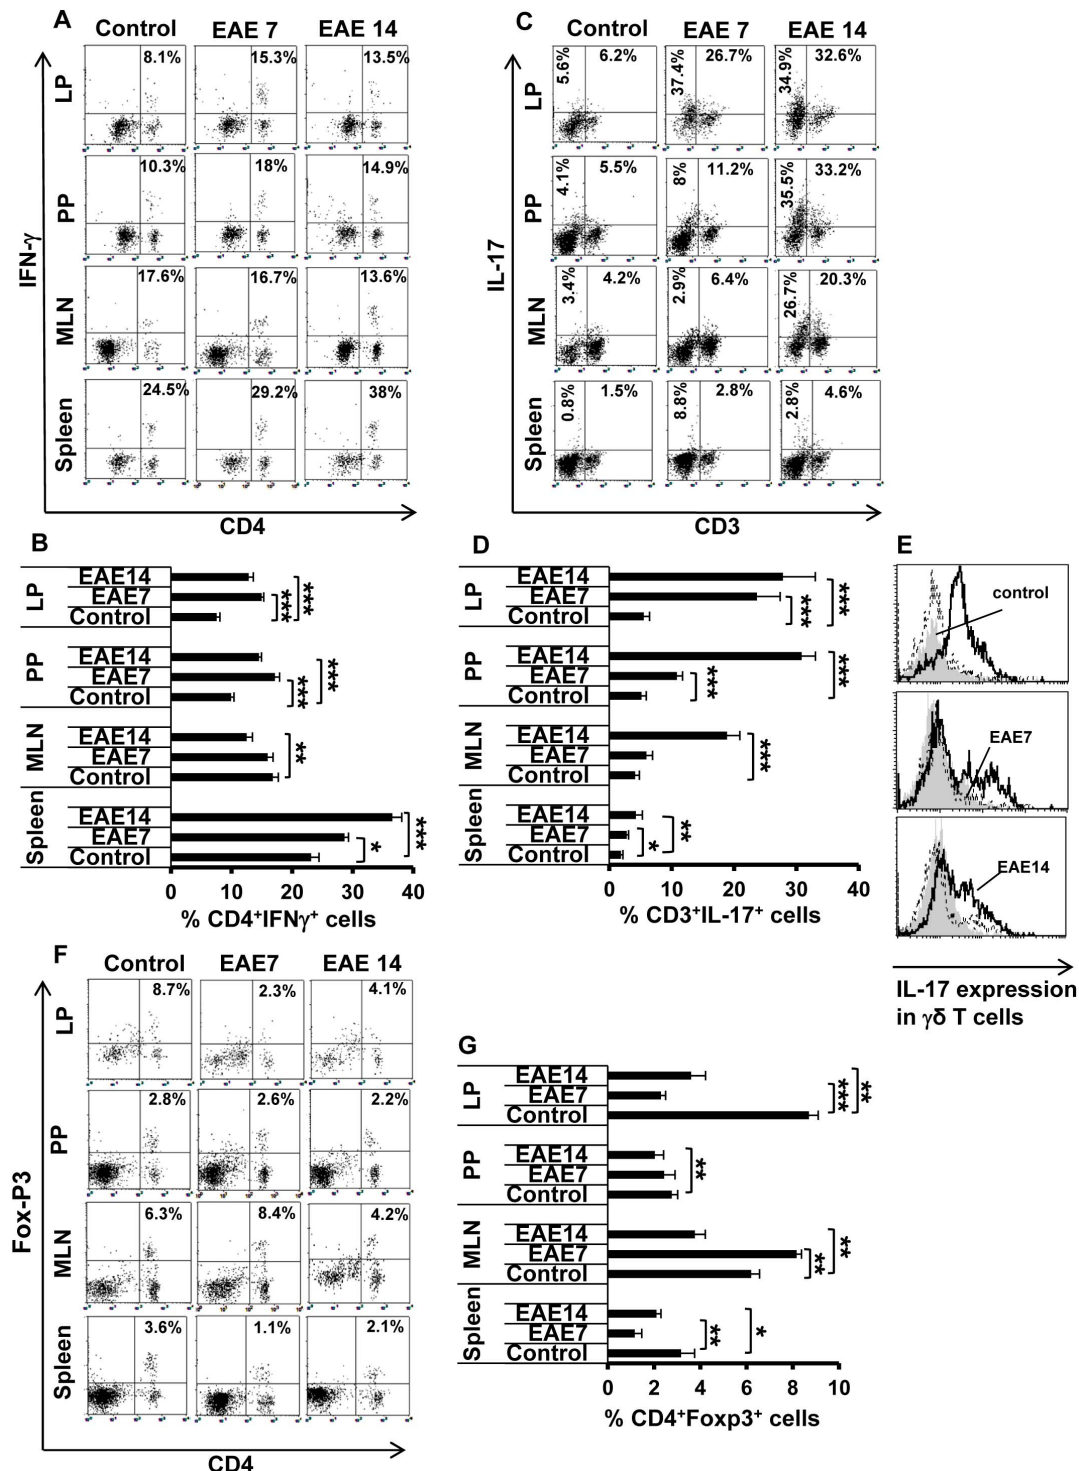 A
Control EAE 7 EAE 14
LP
8.1% 15.3% 13.5%
PP
10.3% 18% 14.9%
MLN
17.6% 16.7% 13.6%
Spleen
24.5% 29.2% 38%
IFN-γ
CD4
C
Control EAE 7 EAE 14
LP
5.6% 6.2% 37.4% 26.7% 34.9% 32.6%
PP
4.1% 5.5% 8% 11.2% 35.5% 33.2%
MLN
3.4% 4.2% 2.9% 6.4% 26.7% 20.3%
Spleen
0.8% 1.5% 8.8% 2.8% 2.8% 4.6%
IL-17
CD3
B
LP
EAE14
EAE7
Control
*** ***
PP
EAE14
EAE7
Control
*** ***
MLN
EAE14
EAE7
Control
**
Spleen
EAE14
EAE7
Control
* ***
0 10 20 30 40
% CD4⁺IFNγ⁺ cells
D
LP
EAE14
EAE7
Control
*** ***
PP
EAE14
EAE7
Control
*** ***
MLN
EAE14
EAE7
Control
***
Spleen
EAE14
EAE7
Control
* **
0 10 20 30 40
% CD3⁺IL-17⁺ cells
E
control
EAE7
EAE14
IL-17 expression
in γδ T cells
F
Control EAE7 EAE 14
LP
8.7% 2.3% 4.1%
PP
2.8% 2.6% 2.2%
MLN
6.3% 8.4% 4.2%
Spleen
3.6% 1.1% 2.1%
Fox-P3
CD4
G
LP
EAE14
EAE7
Control
*** **
PP
EAE14
EAE7
Control
**
MLN
EAE14
EAE7
Control
** **
Spleen
EAE14
EAE7
Control
** *
0 2 4 6 8 10
% CD4⁺Foxp3⁺ cells